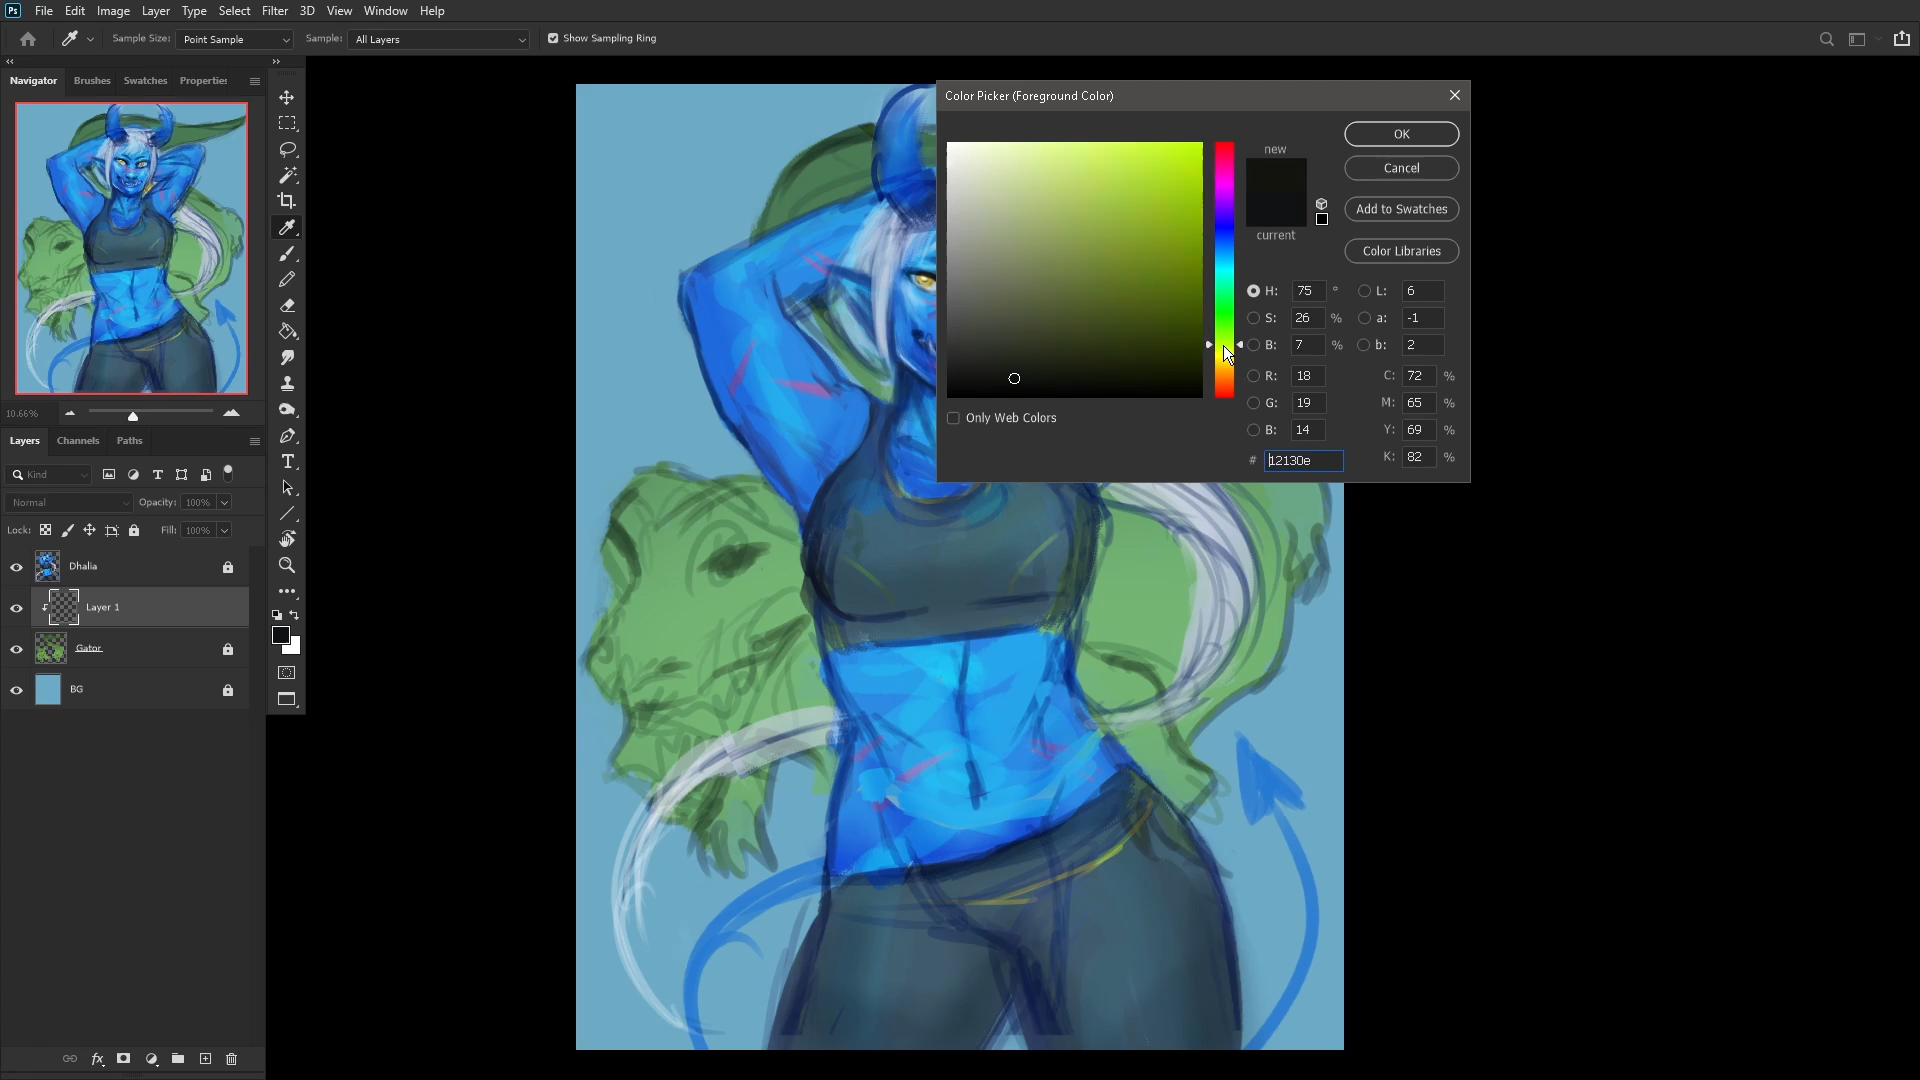 Ps File Edit Image Layer Type Select Filter 3D View Window Help
Sample Size: Point Sample Sample: All Layers Show Sampling Ring
Navigator Brushes Swatches Properties
10.66%
Layers Channels Paths
Kind
Normal Opacity: 100%
Lock: Fill: 100%
Dhalia
Layer 1
Gator
BG
fx
T
Color Picker (Foreground Color)
new
current
OK
Cancel
Add to Swatches
Color Libraries
H: 75 ° L: 6
S: 26 % a: -1
B: 7 % b: 2
R: 18 C: 72 %
G: 19 M: 65 %
B: 14 Y: 69 %
# 12130e K: 82 %
Only Web Colors